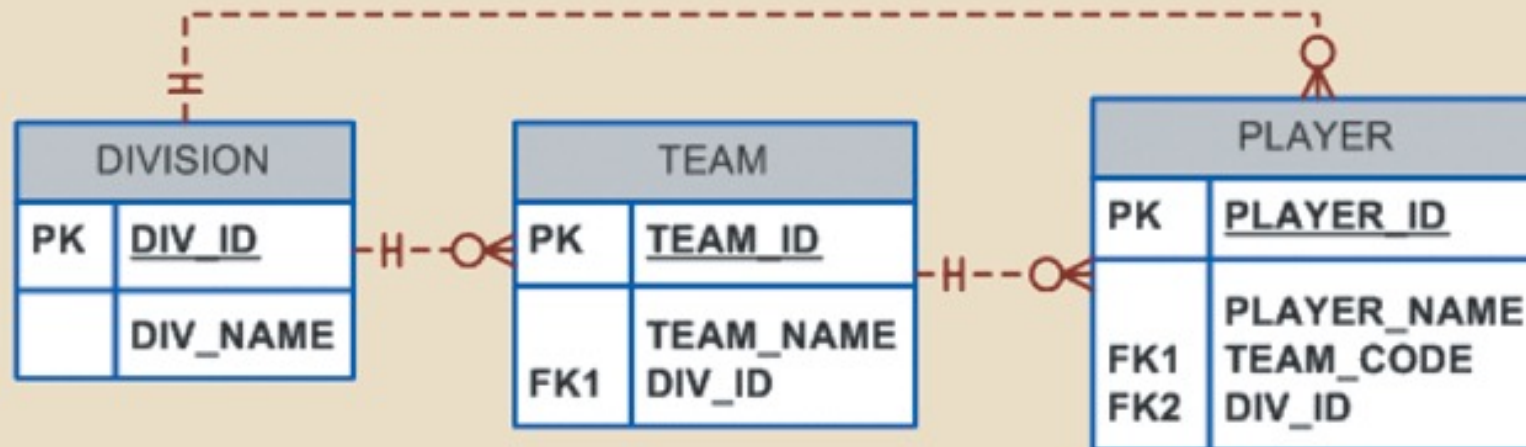 DIVISION
PK DIV_ID
DIV_NAME
TEAM
PK TEAM_ID
TEAM_NAME
FK1 DIV_ID
PLAYER
PK PLAYER_ID
PLAYER_NAME
FK1 TEAM_CODE
FK2 DIV_ID